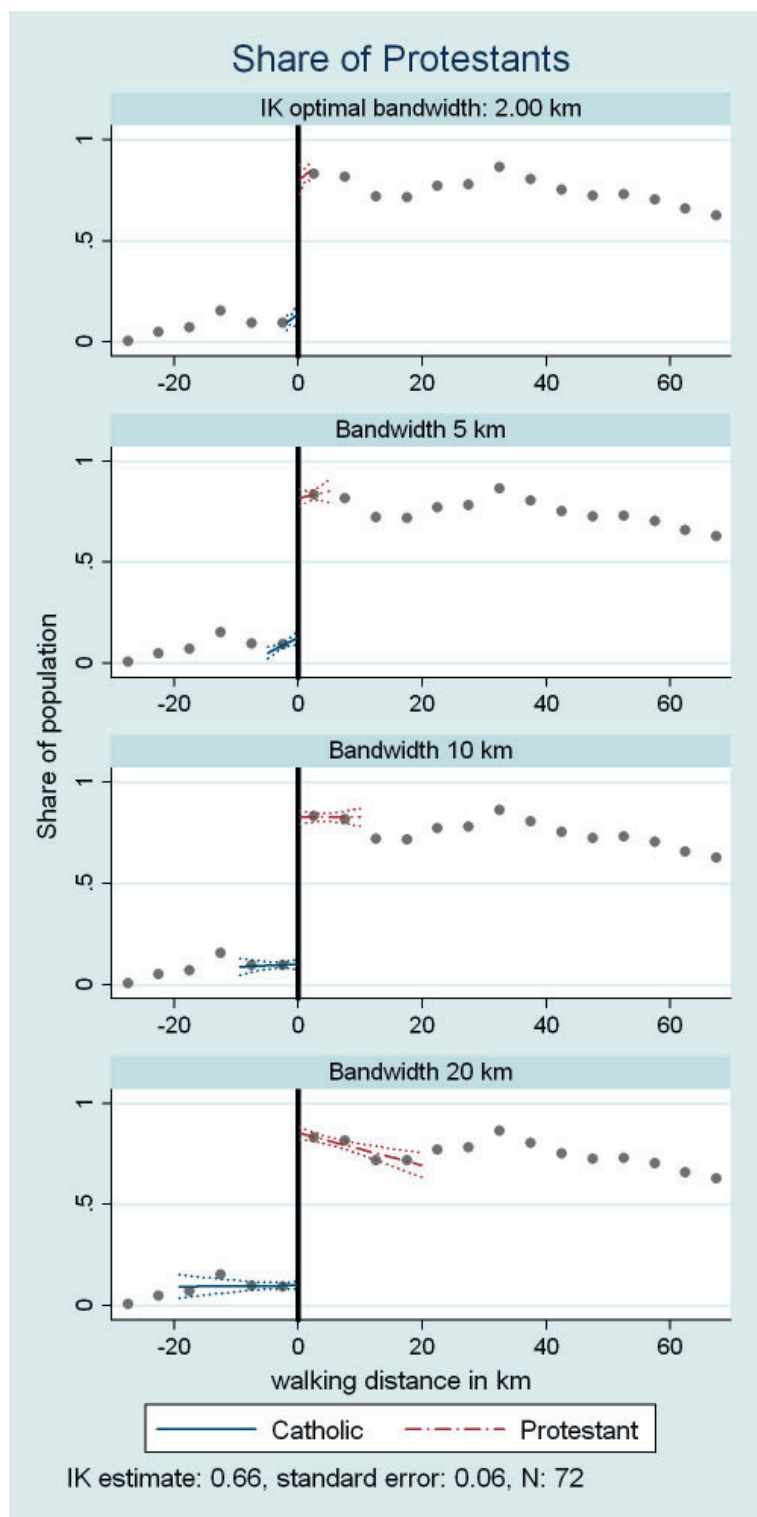 Share of Protestants
IK optimal bandwidth: 2.00 km
1
.5
0
-20 0 20 40 60
Bandwidth 5 km
1
.5
0
-20 0 20 40 60
Share of population
Bandwidth 10 km
1
.5
0
-20 0 20 40 60
Bandwidth 20 km
1
.5
0
-20 0 20 40 60
walking distance in km
Catholic Protestant
IK estimate: 0.66, standard error: 0.06, N: 72